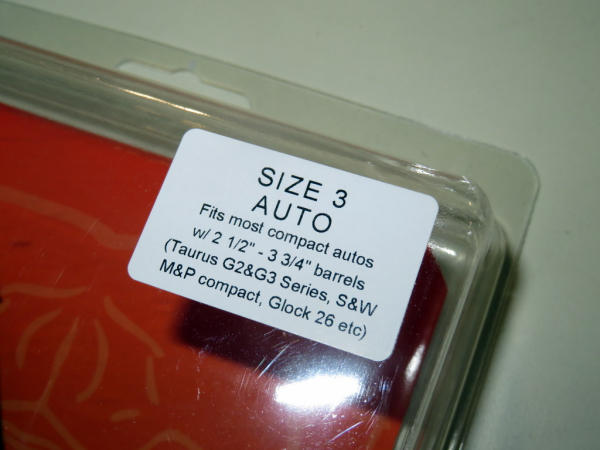 SIZE 3
AUTO
Fits most compact autos
w/ 2 1/2" - 3 3/4" barrels
(Taurus G2&G3 Series, S&W
M&P compact, Glock 26 etc)